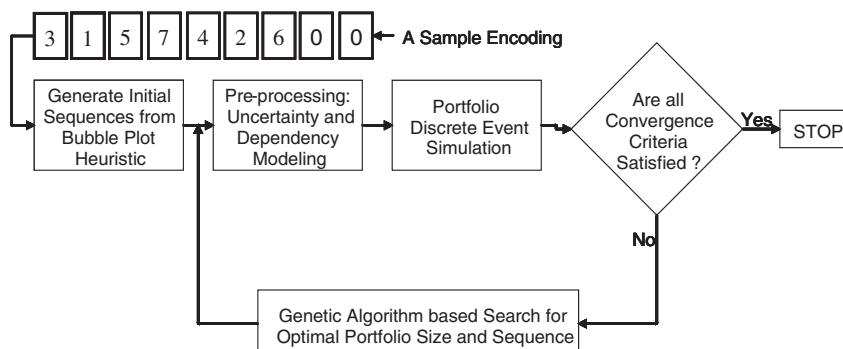 3 1 5 7 4 2 6 0 0
A Sample Encoding
Generate Initial
Sequences from
Bubble Plot
Heuristic
Pre-processing:
Uncertainty and
Dependency
Modeling
Portfolio
Discrete Event
Simulation
Are all
Convergence
Criteria
Satisfied ?
Yes
STOP
No
Genetic Algorithm based Search for
Optimal Portfolio Size and Sequence